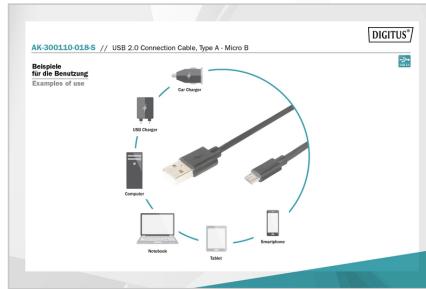 DIGITUS®
AK-300110-018-S // USB 2.0 Connection Cable, Type A - Micro B
Beispiele
für die Benutzung
Examples of use
Car Charger
USB Charger
Computer
Notebook
Tablet
Smartphone